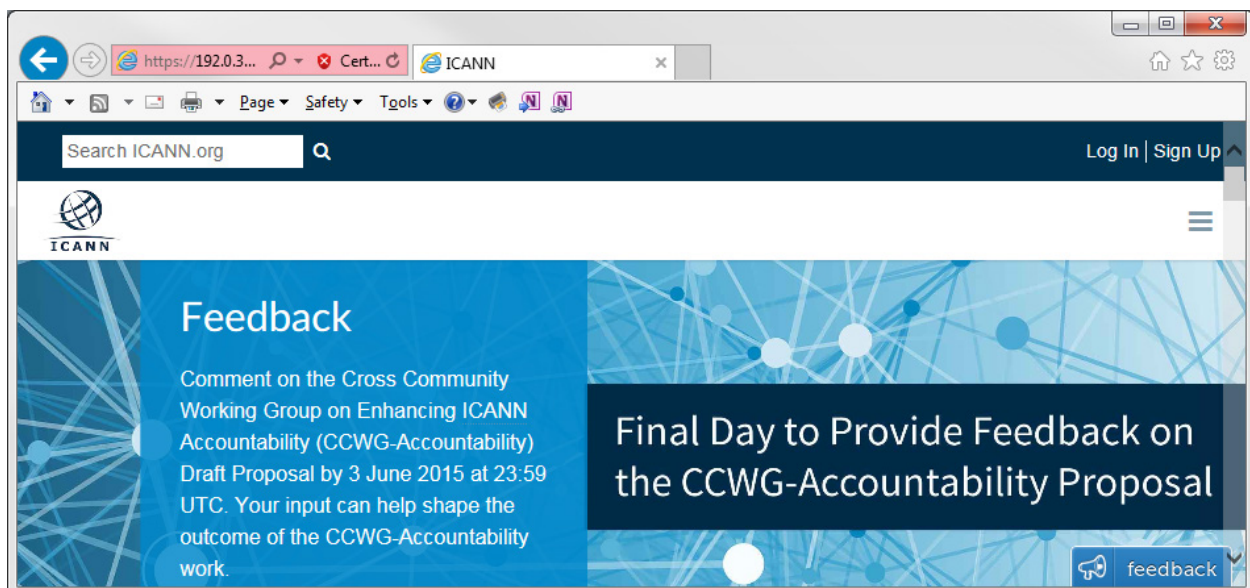 https://192.0.3... Cert... ICANN
Page Safety Tools
Search ICANN.org Log In | Sign Up
ICANN
Feedback
Comment on the Cross Community
Working Group on Enhancing ICANN
Accountability (CCWG-Accountability)
Draft Proposal by 3 June 2015 at 23:59
UTC. Your input can help shape the
outcome of the CCWG-Accountability
work.
Final Day to Provide Feedback on
the CCWG-Accountability Proposal
feedback